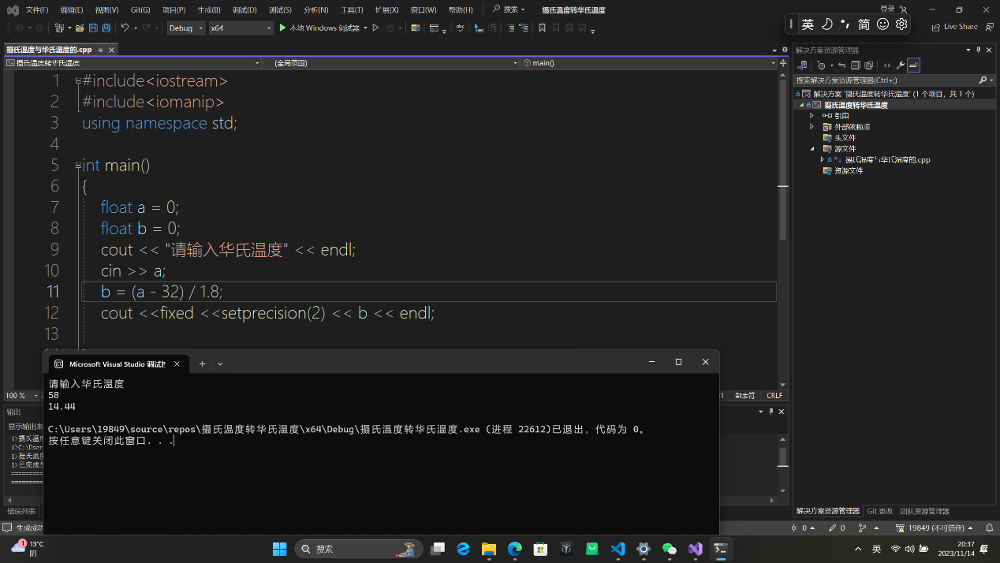 文件(F) 编辑(E) 视图(V) Git(G) 项目(P) 生成(B) 调试(D) 测试(S) 分析(N) 工具(T) 扩展(X) 窗口(W) 帮助(H) 搜索 摄氏温度转华氏温度 登录
Debug x64 本地 Windows 调试器 英 简 Live Share
摄氏温度与华氏温度的.cpp
摄氏温度转华氏温度 (全局范围) main()
1 #include<iostream>
2 #include<iomanip>
3 using namespace std;
4
5 int main()
6 {
7 float a = 0;
8 float b = 0;
9 cout << "请输入华氏温度" << endl;
10 cin >> a;
11 b = (a - 32) / 1.8;
12 cout <<fixed <<setprecision(2) << b << endl;
13
解决方案资源管理器
搜索解决方案资源管理器(Ctrl+;)
解决方案 '摄氏温度转华氏温度' (1 个项目，共 1 个)
摄氏温度转华氏温度
引用
外部依赖项
头文件
源文件
摄氏温度与华氏温度的.cpp
资源文件
100 % 制表符 CRLF
输出
显示输出来
1>摄氏温度
1>C:\User
1>摄氏温度
1>已完成生
==========
==========
Microsoft Visual Studio 调试
请输入华氏温度
58
14.44
C:\Users\19849\source\repos\摄氏温度转华氏温度\x64\Debug\摄氏温度转华氏温度.exe (进程 22612)已退出，代码为 0。
按任意键关闭此窗口. . .
错误列表
解决方案资源管理器 Git 更改 团队资源管理器
生成成功 0 0 19849 (不可信任)
1 13°C
阴
搜索
英
20:37
2023/11/14